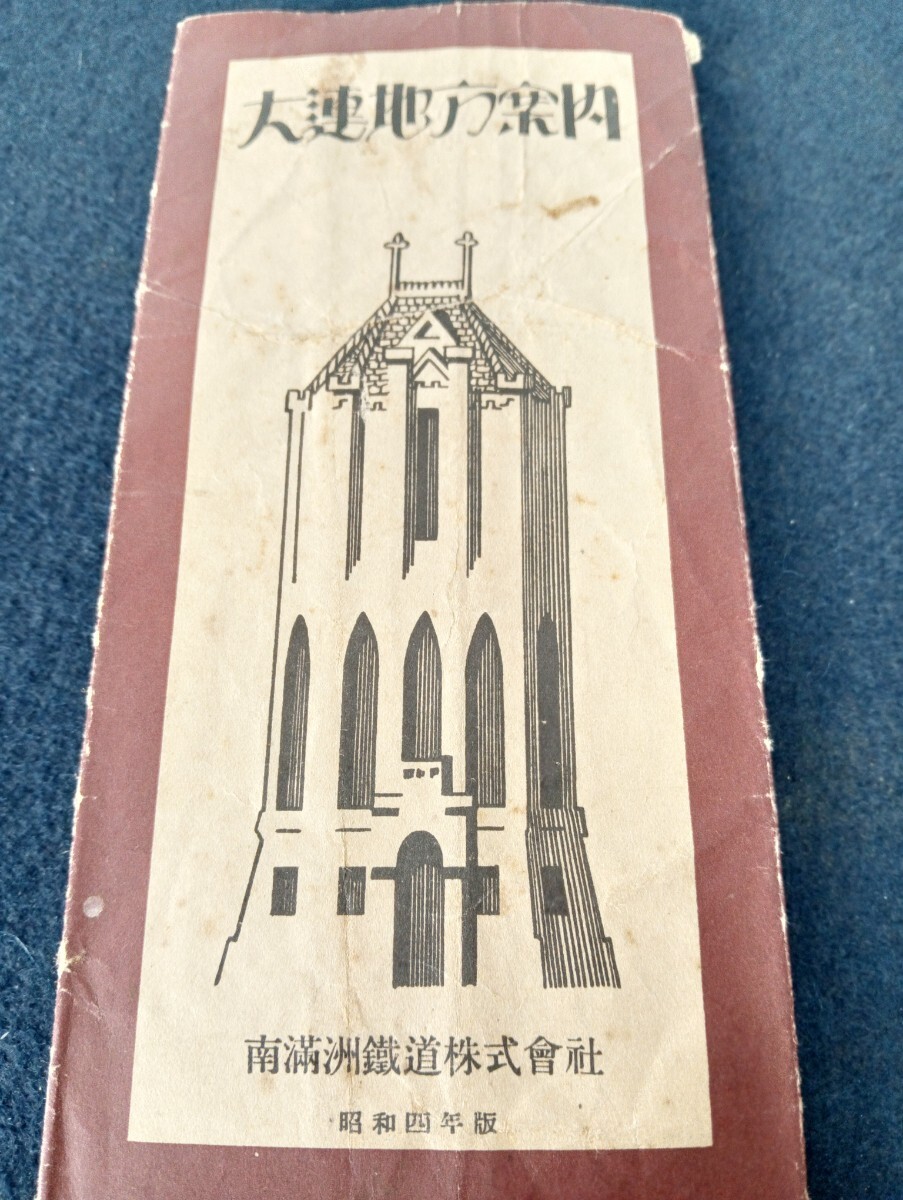 大連地方案内
南滿洲鐵道株式會社
昭和四年版